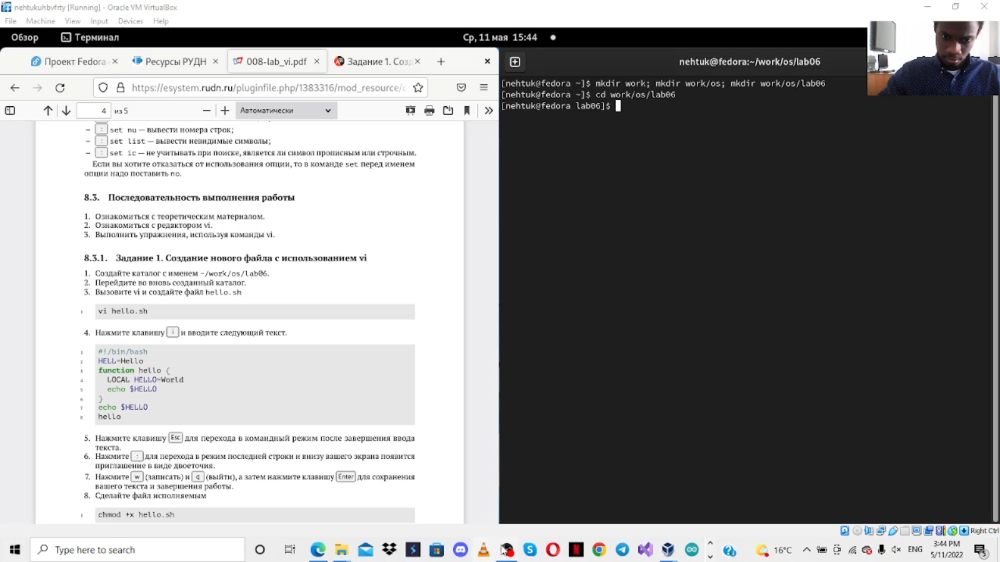 nehtukuhbvfrty [Running] - Oracle VM VirtualBox
File Machine View Input Devices Help
Обзор Терминал Ср, 11 мая 15:44
Проект Fedora - Ресурсы РУДН 008-lab_vi.pdf Задание 1. Созд
nehtuk@fedora:~/work/os/lab06
https://esystem.rudn.ru/pluginfile.php/1383316/mod_resource/c
4 из 5 Автоматически
[nehtuk@fedora ~]$ mkdir work; mkdir work/os; mkdir work/os/lab06
[nehtuk@fedora ~]$ cd work/os/lab06
[nehtuk@fedora lab06]$
– : set nu — вывести номера строк;
– : set list — вывести невидимые символы;
– : set ic — не учитывать при поиске, является ли символ прописным или строчным.
Если вы хотите отказаться от использования опции, то в команде set перед именем
опции надо поставить no.
8.3. Последовательность выполнения работы
1. Ознакомиться с теоретическим материалом.
2. Ознакомиться с редактором vi.
3. Выполнить упражнения, используя команды vi.
8.3.1. Задание 1. Создание нового файла с использованием vi
1. Создайте каталог с именем ~/work/os/lab06.
2. Перейдите во вновь созданный каталог.
3. Вызовите vi и создайте файл hello.sh
1 vi hello.sh
4. Нажмите клавишу i и вводите следующий текст.
1 #!/bin/bash
2 HELL=Hello
3 function hello {
4 LOCAL HELLO=World
5 echo $HELLO
6 }
7 echo $HELLO
8 hello
5. Нажмите клавишу Esc для перехода в командный режим после завершения ввода
текста.
6. Нажмите : для перехода в режим последней строки и внизу вашего экрана появится
приглашение в виде двоеточия.
7. Нажмите w (записать) и q (выйти), а затем нажмите клавишу Enter для сохранения
вашего текста и завершения работы.
8. Сделайте файл исполняемым
1 chmod +x hello.sh
Right Ctrl
Type here to search
16°C
ENG
3:44 PM
5/11/2022
5